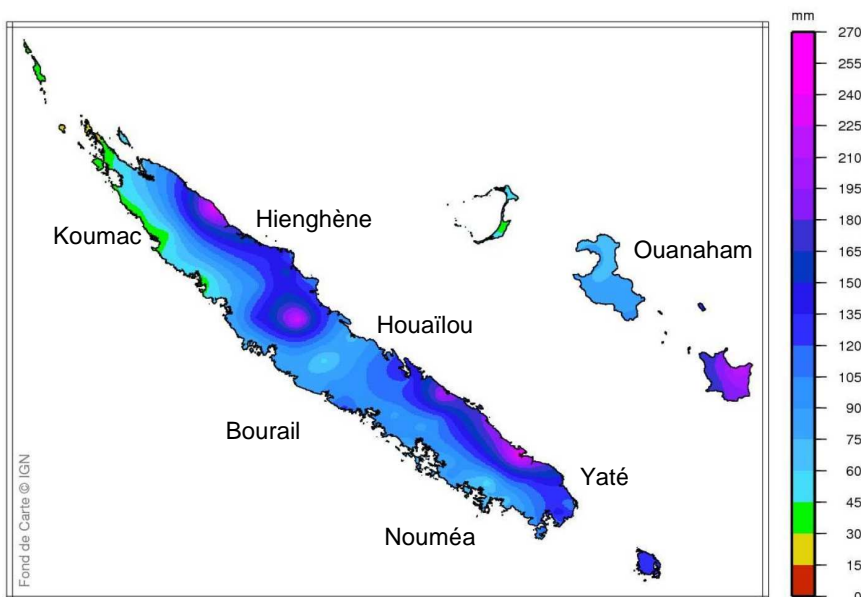 mm
270
255
240
225
210
195
180
165
150
135
120
105
90
75
60
45
30
15
0
Hienghène
Koumac
Ouanaham
Houaïlou
Bourail
Yaté
Nouméa
Fond de Carte © IGN